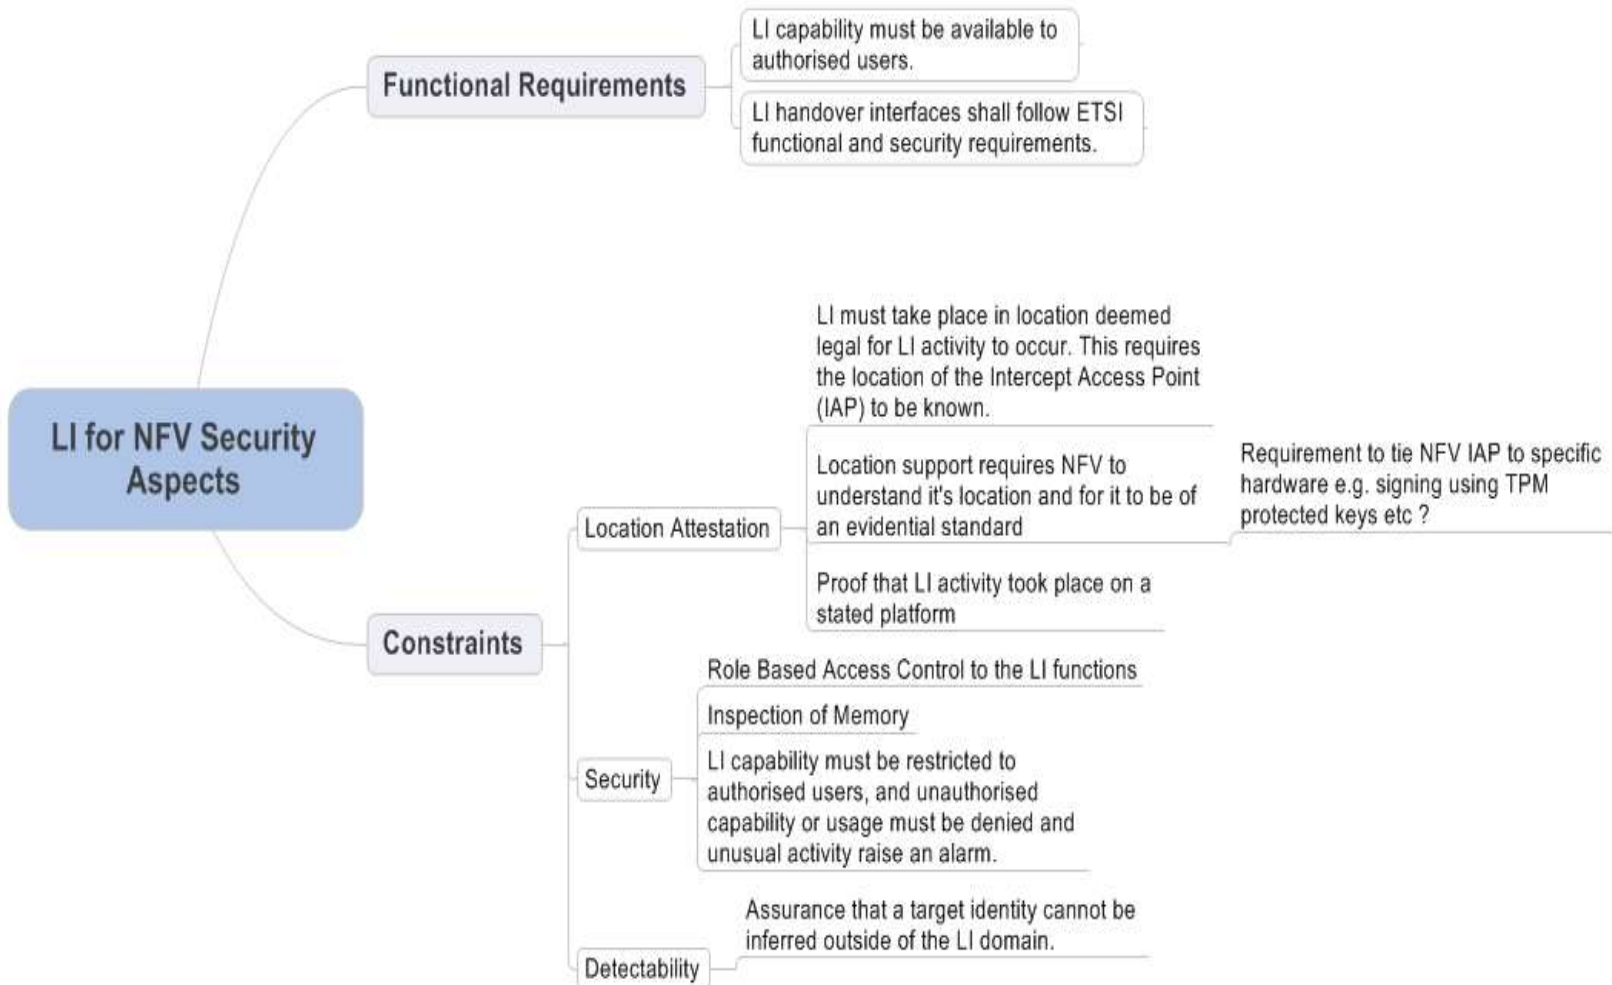 LI capability must be available to
authorised users.
Functional Requirements
LI handover interfaces shall follow ETSI
functional and security requirements.
LI for NFV Security
Aspects
Constraints
Location Attestation
LI must take place in location deemed
legal for LI activity to occur. This requires
the location of the Intercept Access Point
(IAP) to be known.
Location support requires NFV to
understand it's location and for it to be of
an evidential standard
Requirement to tie NFV IAP to specific
hardware e.g. signing using TPM
protected keys etc ?
Proof that LI activity took place on a
stated platform
Security
Role Based Access Control to the LI functions
Inspection of Memory
LI capability must be restricted to
authorised users, and unauthorised
capability or usage must be denied and
unusual activity raise an alarm.
Detectability
Assurance that a target identity cannot be
inferred outside of the LI domain.